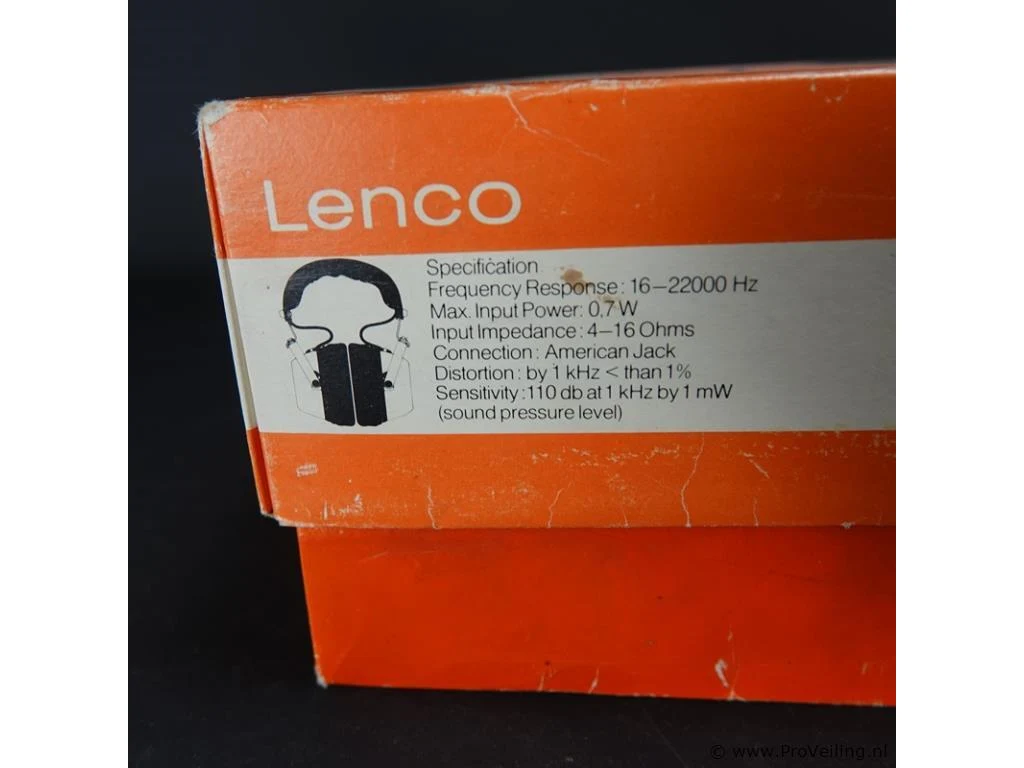 Lenco
Specification
Frequency Response: 16–22000 Hz
Max. Input Power: 0,7 W
Input Impedance: 4–16 Ohms
Connection: American Jack
Distortion: by 1 kHz < than 1%
Sensitivity: 110 db at 1 kHz by 1 mW
(sound pressure level)
© www.ProVeiling.nl